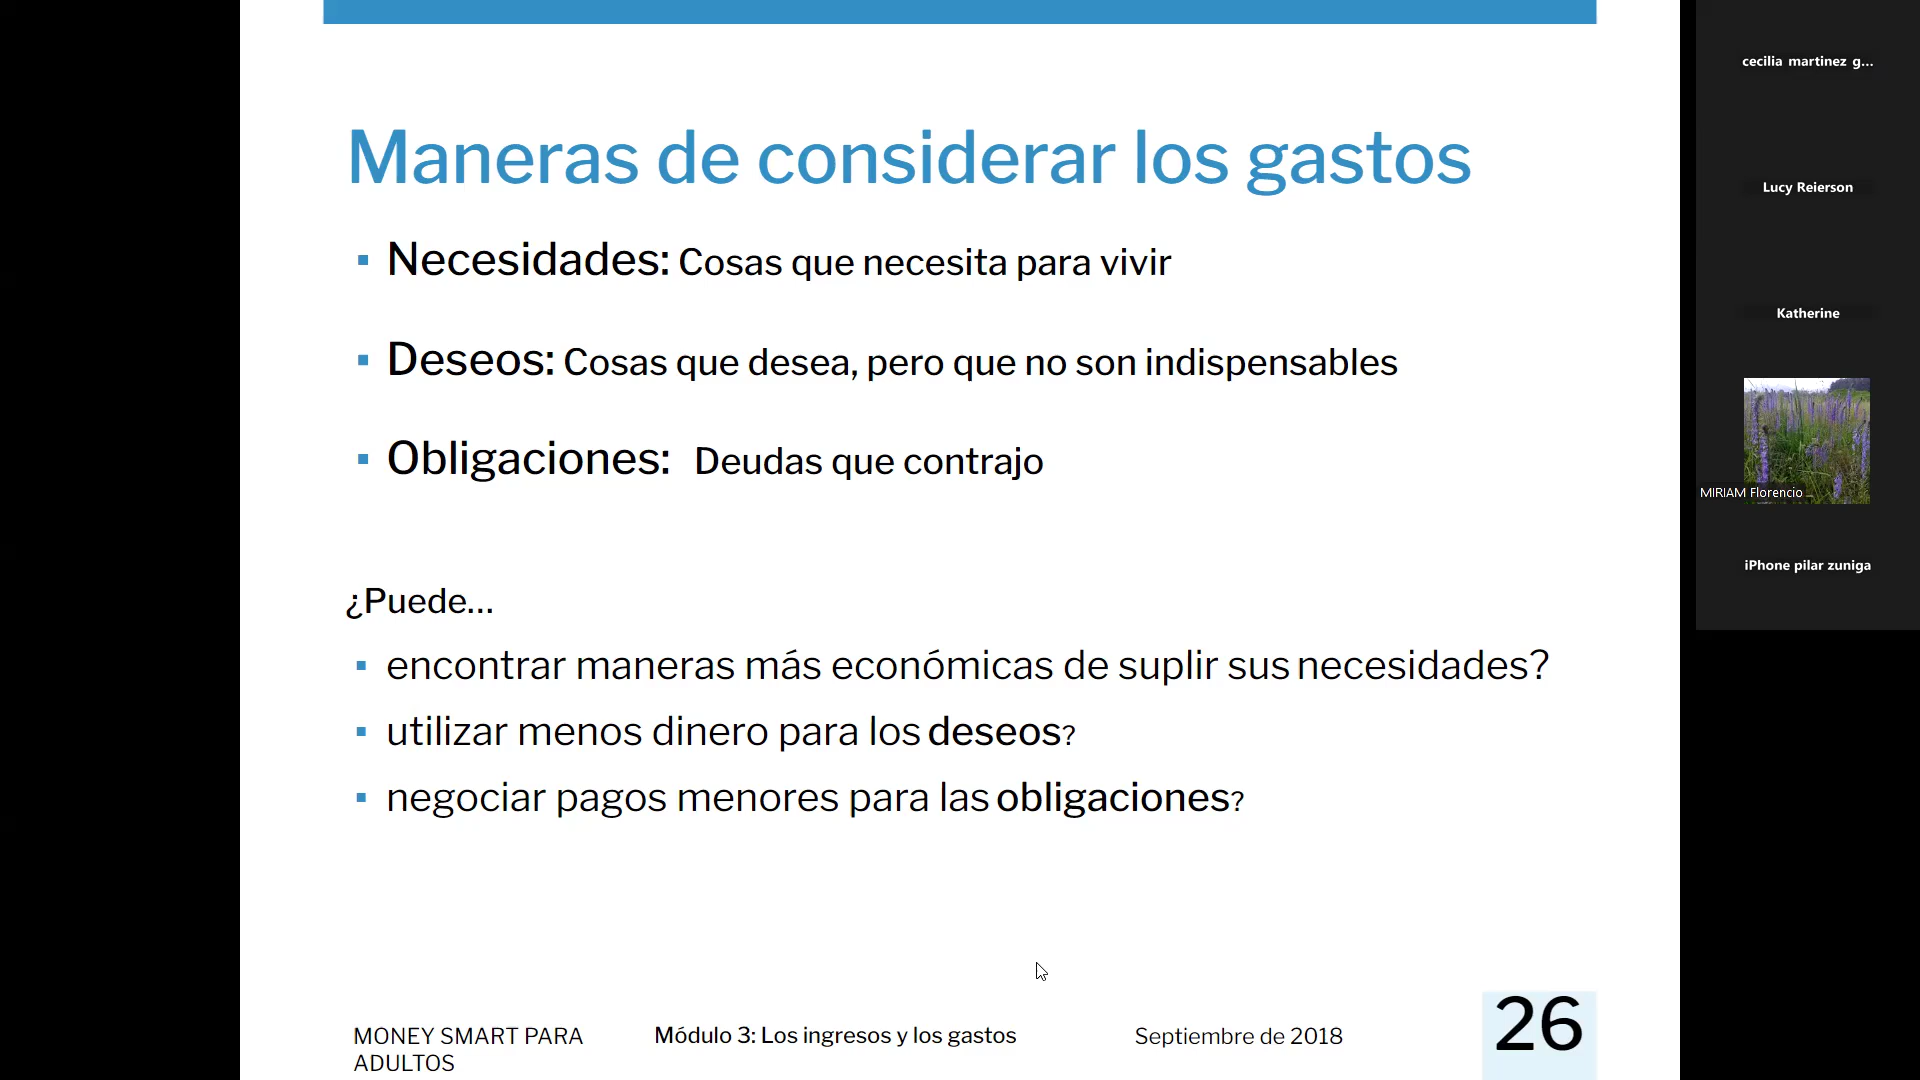 Maneras de considerar los gastos
Necesidades: Cosas que necesita para vivir
Deseos: Cosas que desea, pero que no son indispensables
Obligaciones: Deudas que contrajo
¿Puede...
encontrar maneras más económicas de suplir sus necesidades?
utilizar menos dinero para los deseos?
negociar pagos menores para las obligaciones?
MONEY SMART PARA
ADULTOS
Módulo 3: Los ingresos y los gastos
Septiembre de 2018
26
cecilia martinez g...
Lucy Reierson
Katherine
MIRIAM Florencio ...
iPhone pilar zuniga